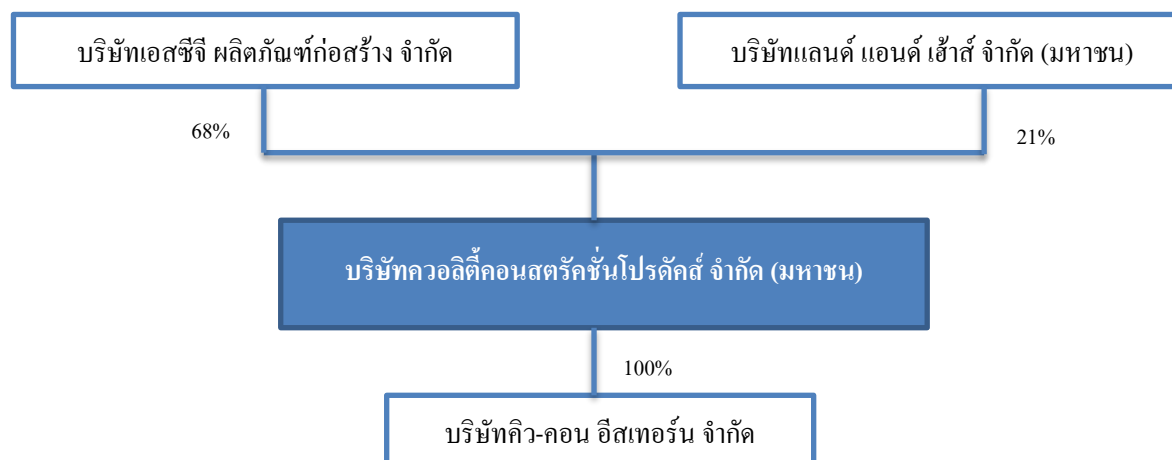 บริษัทเอสซีจี ผลิตภัณฑ์ก่อสร้าง จำกัด
บริษัทแลนด์ แอนด์ เฮ้าส์ จำกัด (มหาชน)
68%
21%
บริษัทควอลิตี้คอนสตรัคชั่นโปรดัคส์ จำกัด (มหาชน)
100%
บริษัทคิว-คอน อีสเทอร์น จำกัด